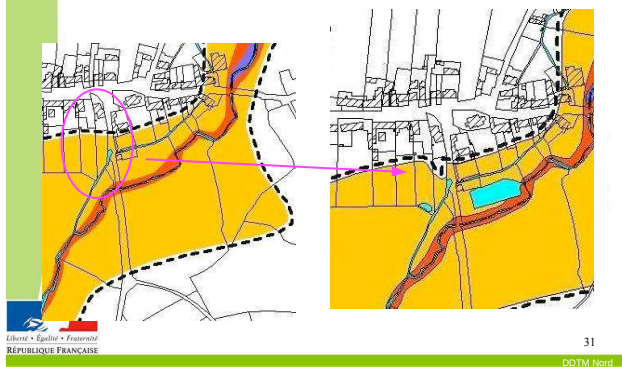 Liberté • Égalité • Fraternité
RÉPUBLIQUE FRANÇAISE
31
DDTM Nord